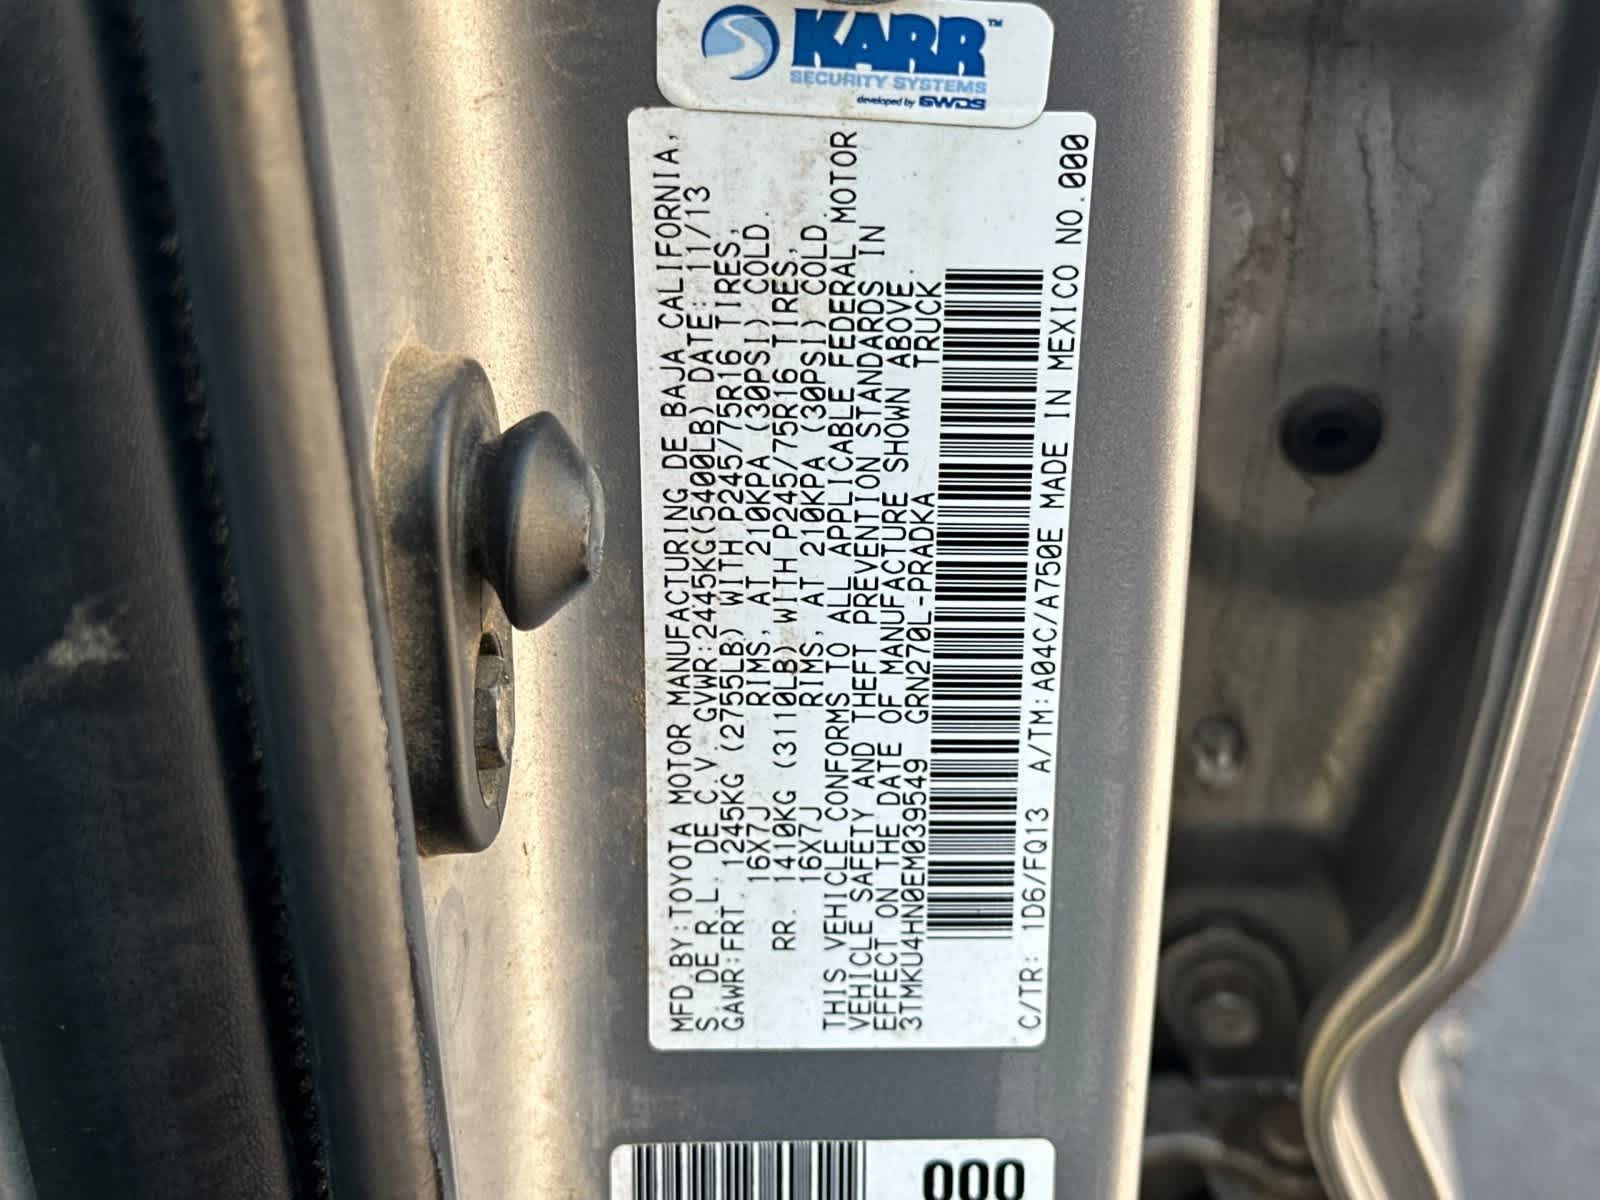 KARR™
SECURITY SYSTEMS
developed by SWDS
MFD.BY:TOYOTA MOTOR MANUFACTURING DE BAJA CALIFORNIA,
S. DE R.L. DE C.V. GVWR:2445KG(5400LB) DATE: 11/13
GAWR:FRT. 1245KG (2755LB) WITH P245/75R16 TIRES,
16X7J RIMS, AT 210KPA (30PSI) COLD.
RR. 1410KG (3110LB) WITH P245/75R16 TIRES,
16X7J RIMS, AT 210KPA (30PSI) COLD.
THIS VEHICLE CONFORMS TO ALL APPLICABLE FEDERAL MOTOR
VEHICLE SAFETY AND THEFT PREVENTION STANDARDS IN
EFFECT ON THE DATE OF MANUFACTURE SHOWN ABOVE.
3TMKU4HN0EM039549 GRN270L-PRADKA TRUCK
C/TR: 1D6/FQ13 A/TM:A04C/A750E MADE IN MEXICO NO.000
000